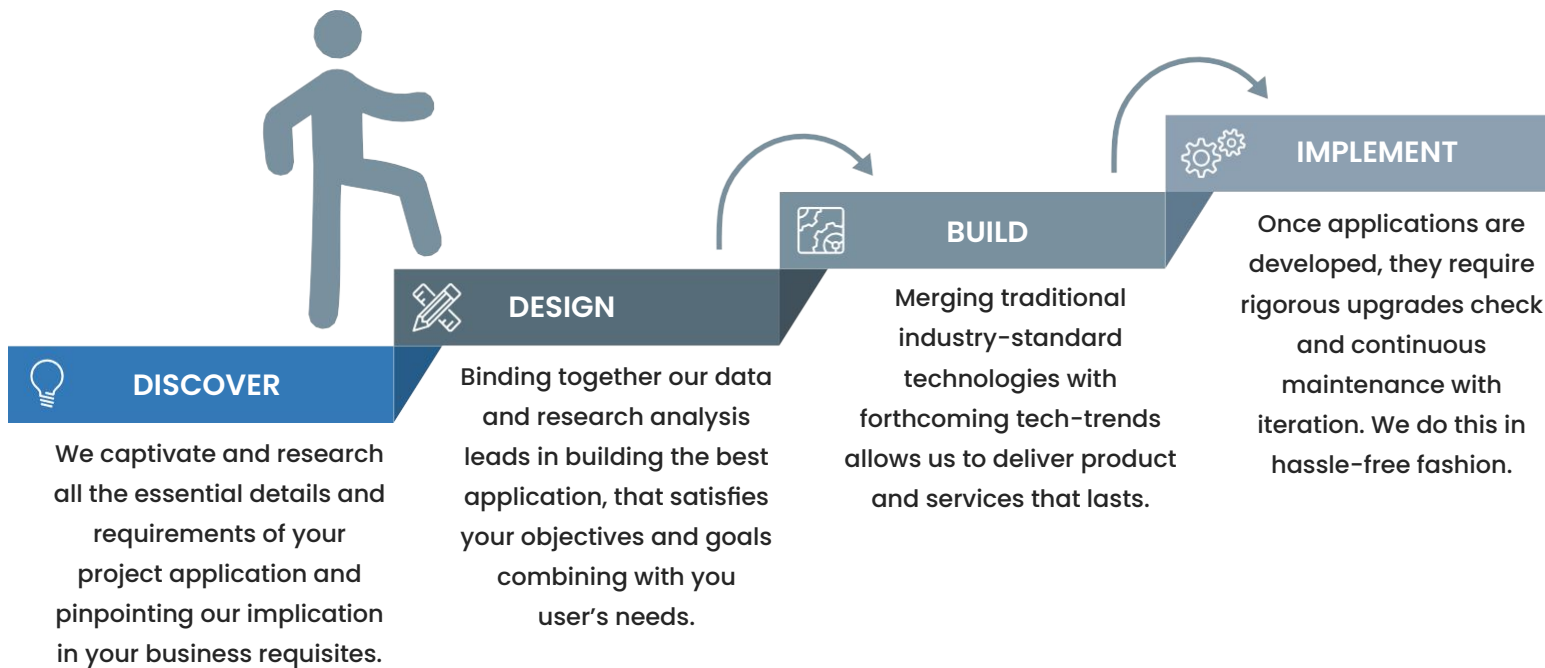 DISCOVER
We captivate and research
all the essential details and
requirements of your
project application and
pinpointing our implication
in your business requisites.
DESIGN
Binding together our data
and research analysis
leads in building the best
application, that satisfies
your objectives and goals
combining with you
user's needs.
BUILD
Merging traditional
industry-standard
technologies with
forthcoming tech-trends
allows us to deliver product
and services that lasts.
IMPLEMENT
Once applications are
developed, they require
rigorous upgrades check
and continuous
maintenance with
iteration. We do this in
hassle-free fashion.